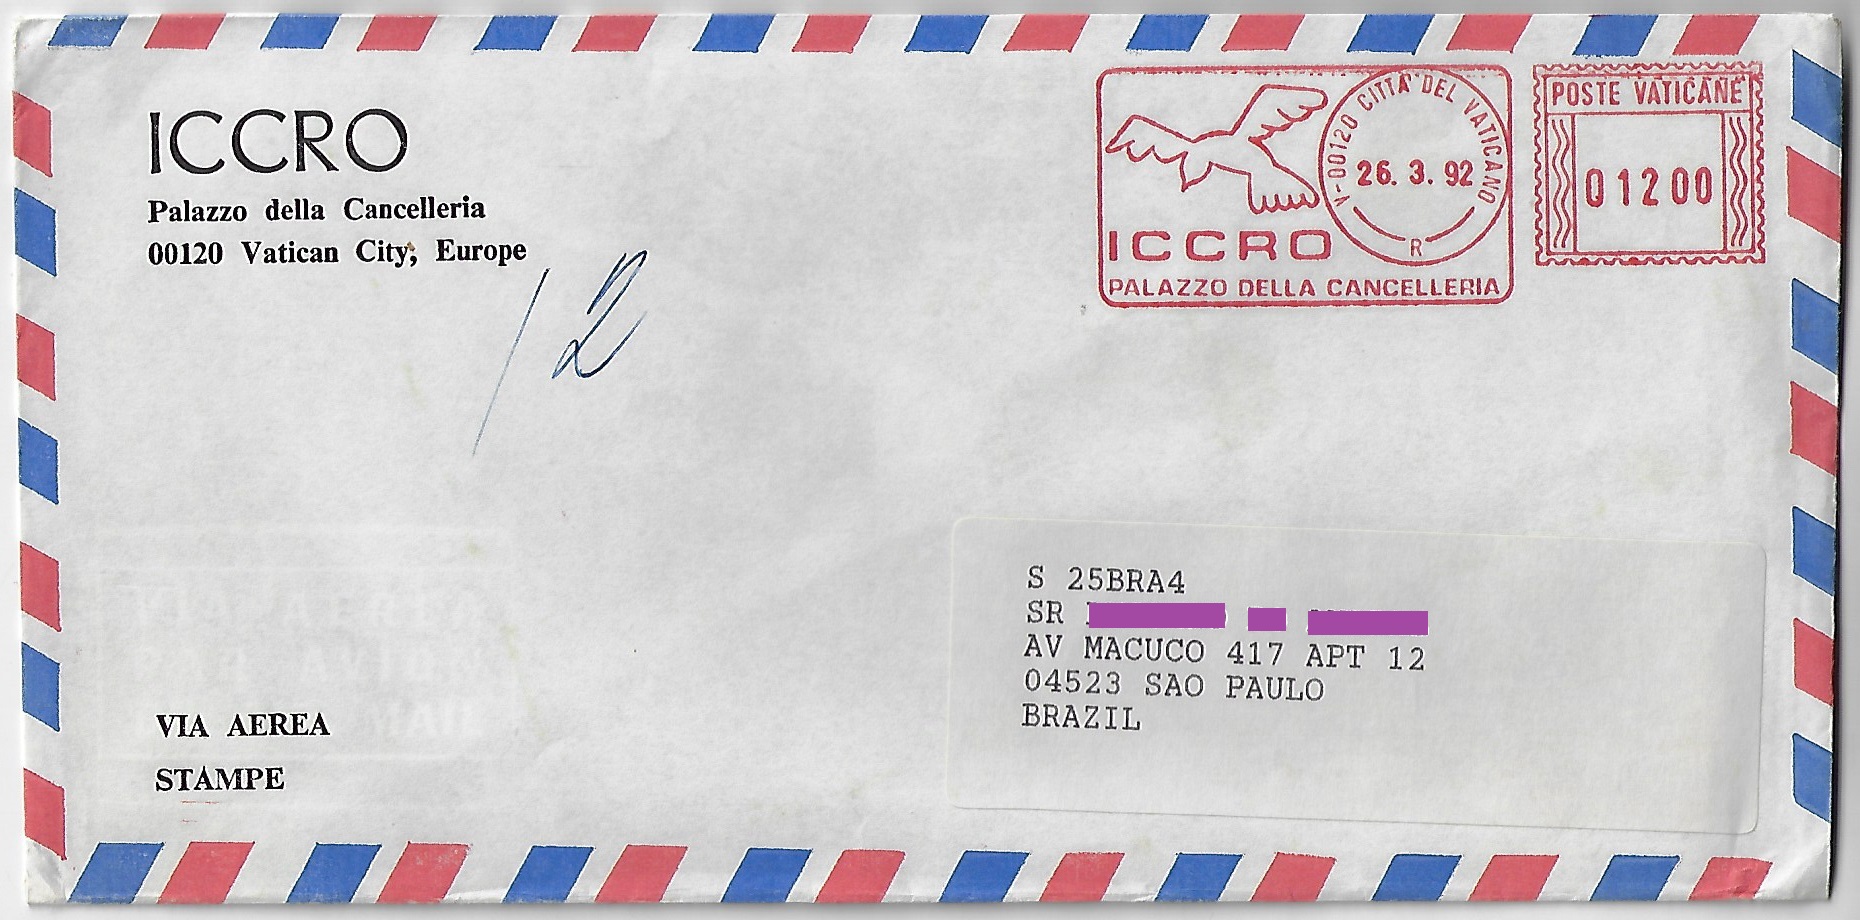 ICCRO
Palazzo della Cancelleria
00120 Vatican City, Europe
12
ICCRO
PALAZZO DELLA CANCELLERIA
V-00120 CITTA' DEL VATICANO
26. 3. 92
R
POSTE VATICANE
01200
S 25BRA4
SR
AV MACUCO 417 APT 12
04523 SAO PAULO
BRAZIL
VIA AEREA
STAMPE